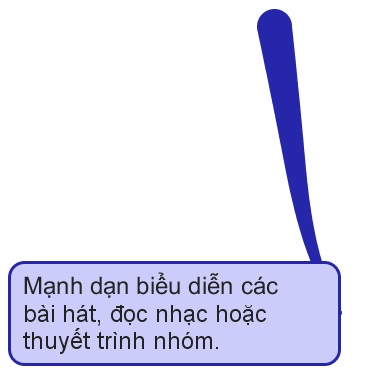 Mạnh dạn biểu diễn các
bài hát, đọc nhạc hoặc
thuyết trình nhóm.